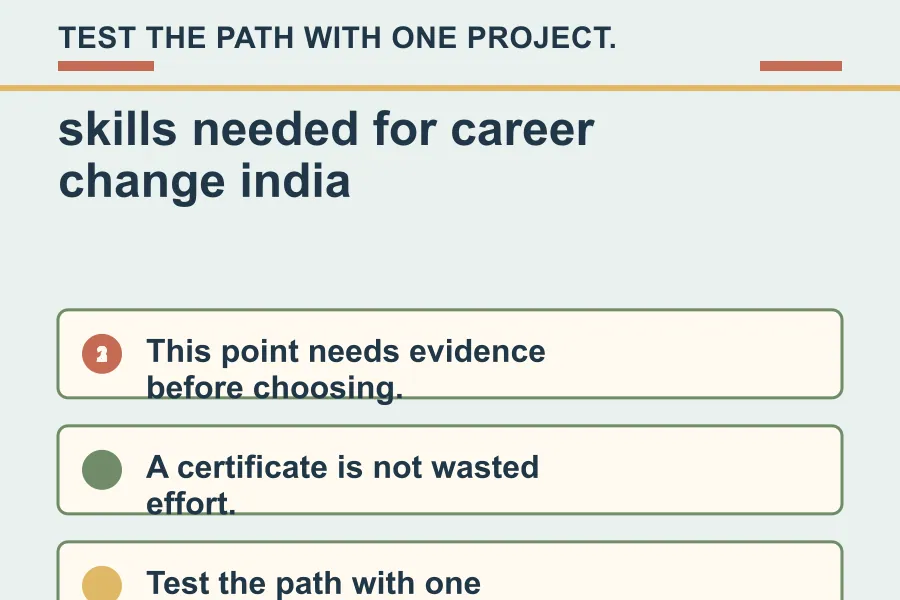 TEST THE PATH WITH ONE PROJECT.
skills needed for career
change india
This point needs evidence
before choosing.
A certificate is not wasted
effort.
Test the path with one